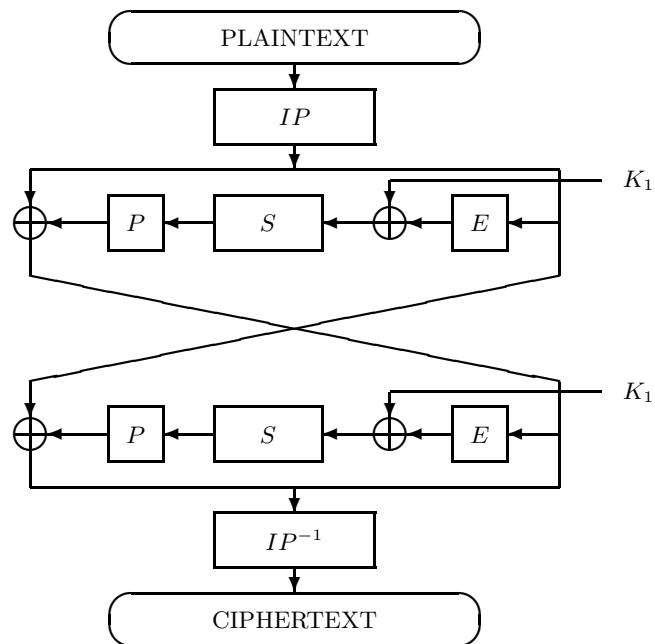 PLAINTEXT
IP
K₁
P S E
K₁
P S E
IP⁻¹
CIPHERTEXT